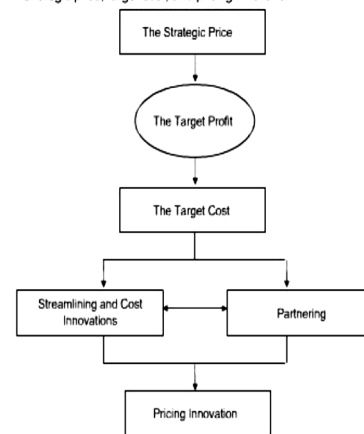 The Strategic Price
The Target Profit
The Target Cost
Streamlining and Cost
Innovations
Partnering
Pricing Innovation